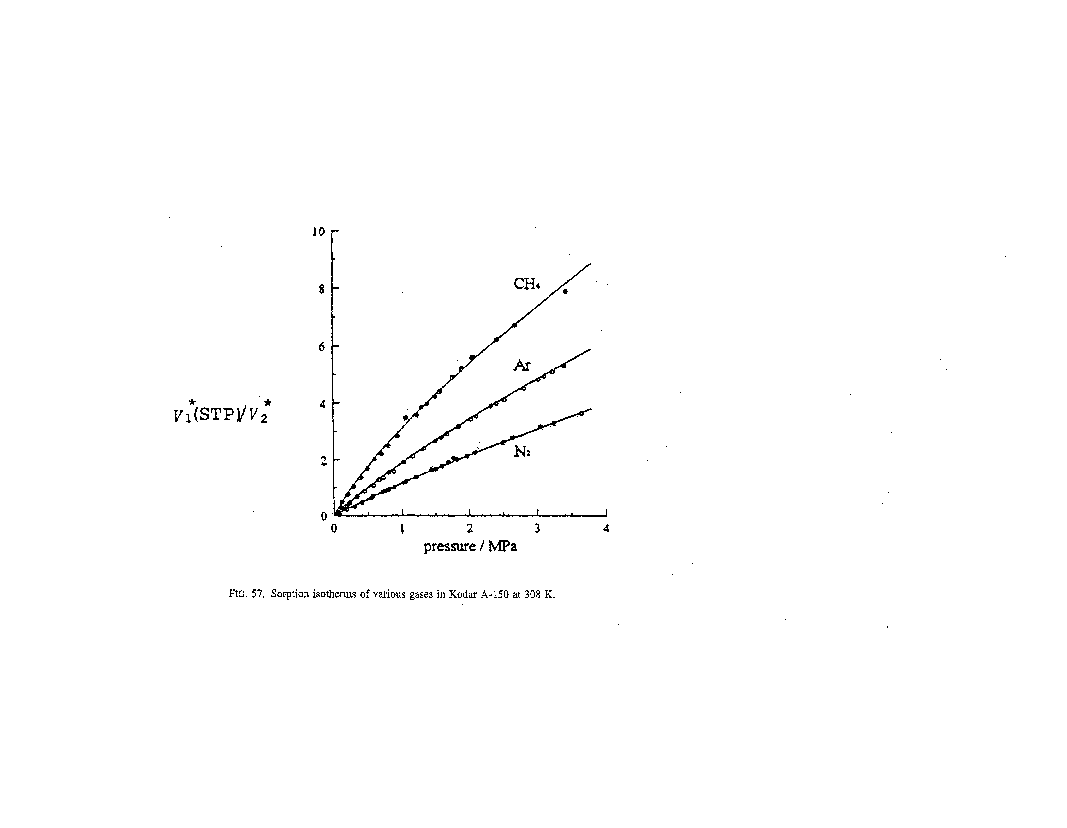 10
8
CH₄
6
Ar
V₁*(STP)/V₂*
4
2
N₂
0
0 1 2 3 4
pressure / MPa
FIG. 57. Sorption isotherms of various gases in Kodar A-150 at 308 K.